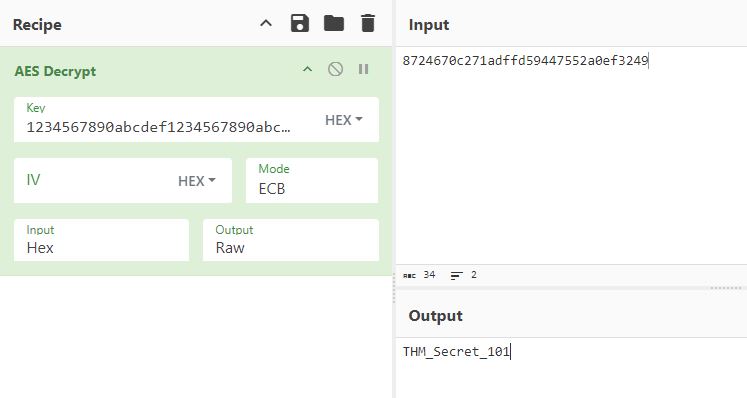 Recipe
AES Decrypt
Key
1234567890abcdef1234567890abc…
HEX
IV
HEX
Mode
ECB
Input
Hex
Output
Raw
Input
8724670c271adffd59447552a0ef3249
ABC 34 2
Output
THM_Secret_101